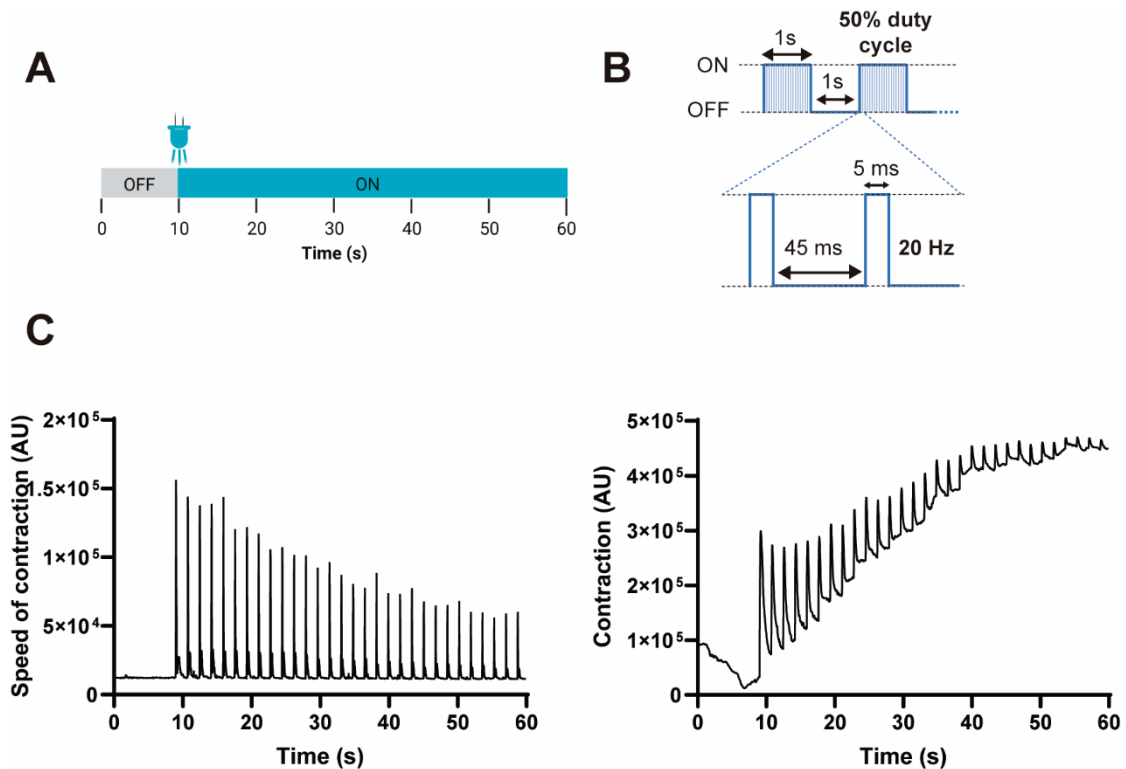 A
OFF
ON
0
10
20
30
40
50
60
Time (s)
B
50% duty
cycle
1s
ON
1s
OFF
5 ms
45 ms
20 Hz
C
Speed of contraction (AU)
2×10⁵
1.5×10⁵
1×10⁵
5×10⁴
0
0
10
20
30
40
50
60
Time (s)
Contraction (AU)
5×10⁵
4×10⁵
3×10⁵
2×10⁵
1×10⁵
0
0
10
20
30
40
50
60
Time (s)